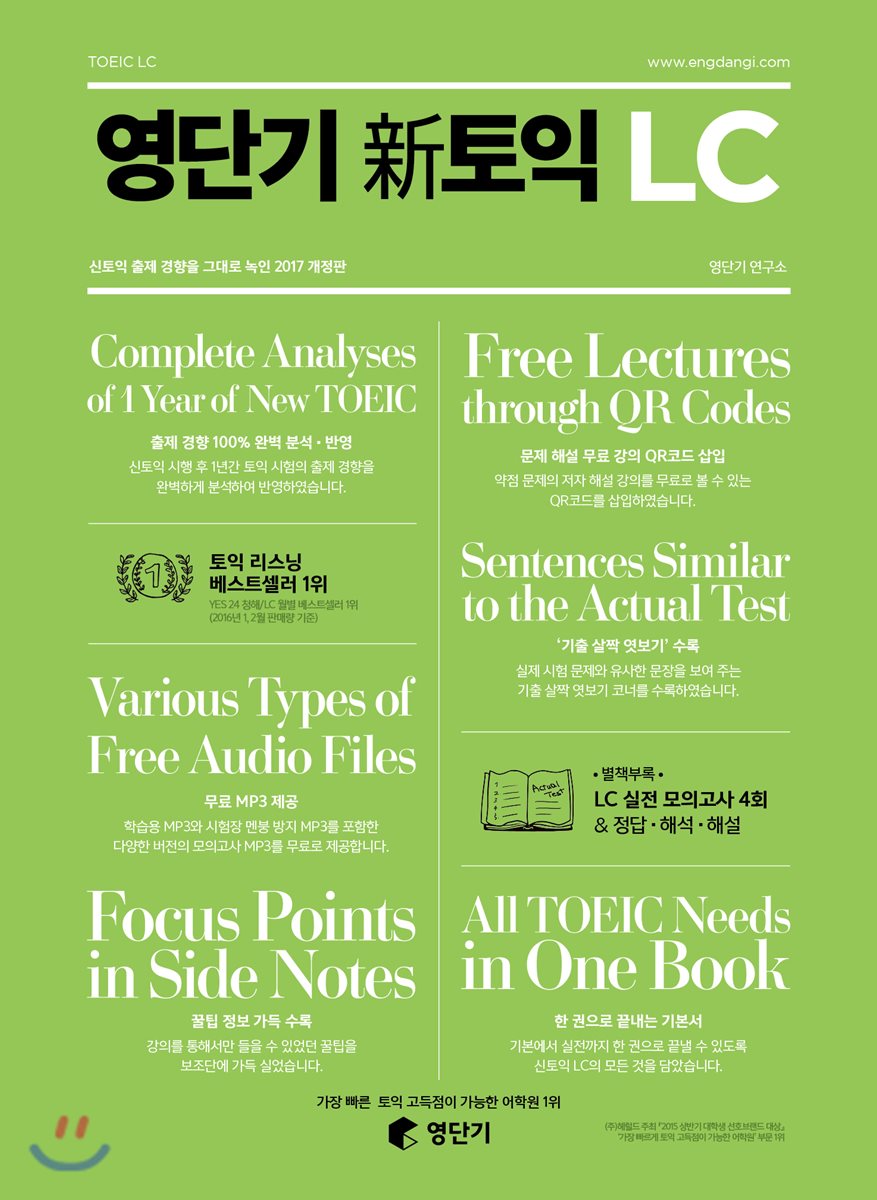 TOEIC LC
www.engdangi.com
영단기 新토익 LC
신토익 출제 경향을 그대로 녹인 2017 개정판
영단기 연구소
Complete Analyses
of 1 Year of New TOEIC
출제 경향 100% 완벽 분석·반영
신토익 시행 후 1년간 토익 시험의 출제 경향을
완벽하게 분석하여 반영하였습니다.
1
토익 리스닝
베스트셀러 1위
YES 24 청해/LC 월별 베스트셀러 1위
(2016년 1, 2월 판매량 기준)
Various Types of
Free Audio Files
무료 MP3 제공
학습용 MP3와 시험장 멘붕 방지 MP3를 포함한
다양한 버전의 모의고사 MP3를 무료로 제공합니다.
Focus Points
in Side Notes
꿀팁 정보 가득 수록
강의를 통해서만 들을 수 있었던 꿀팁을
보조단에 가득 실었습니다.
Free Lectures
through QR Codes
문제 해설 무료 강의 QR코드 삽입
약점 문제의 저자 해설 강의를 무료로 볼 수 있는
QR코드를 삽입하였습니다.
Sentences Similar
to the Actual Test
‘기출 살짝 엿보기’ 수록
실제 시험 문제와 유사한 문장을 보여 주는
기출 살짝 엿보기 코너를 수록하였습니다.
1
2
3
4
5
Actual
Test
• 별책부록 •
LC 실전 모의고사 4회
& 정답·해석·해설
All TOEIC Needs
in One Book
한 권으로 끝내는 기본서
기본에서 실전까지 한 권으로 끝낼 수 있도록
신토익 LC의 모든 것을 담았습니다.
가장 빠른 토익 고득점이 가능한 어학원 1위
영단기
(주)헤럴드 주최 『2015 상반기 대학생 선호브랜드 대상』
‘가장 빠르게 토익 고득점이 가능한 어학원’ 부문 1위